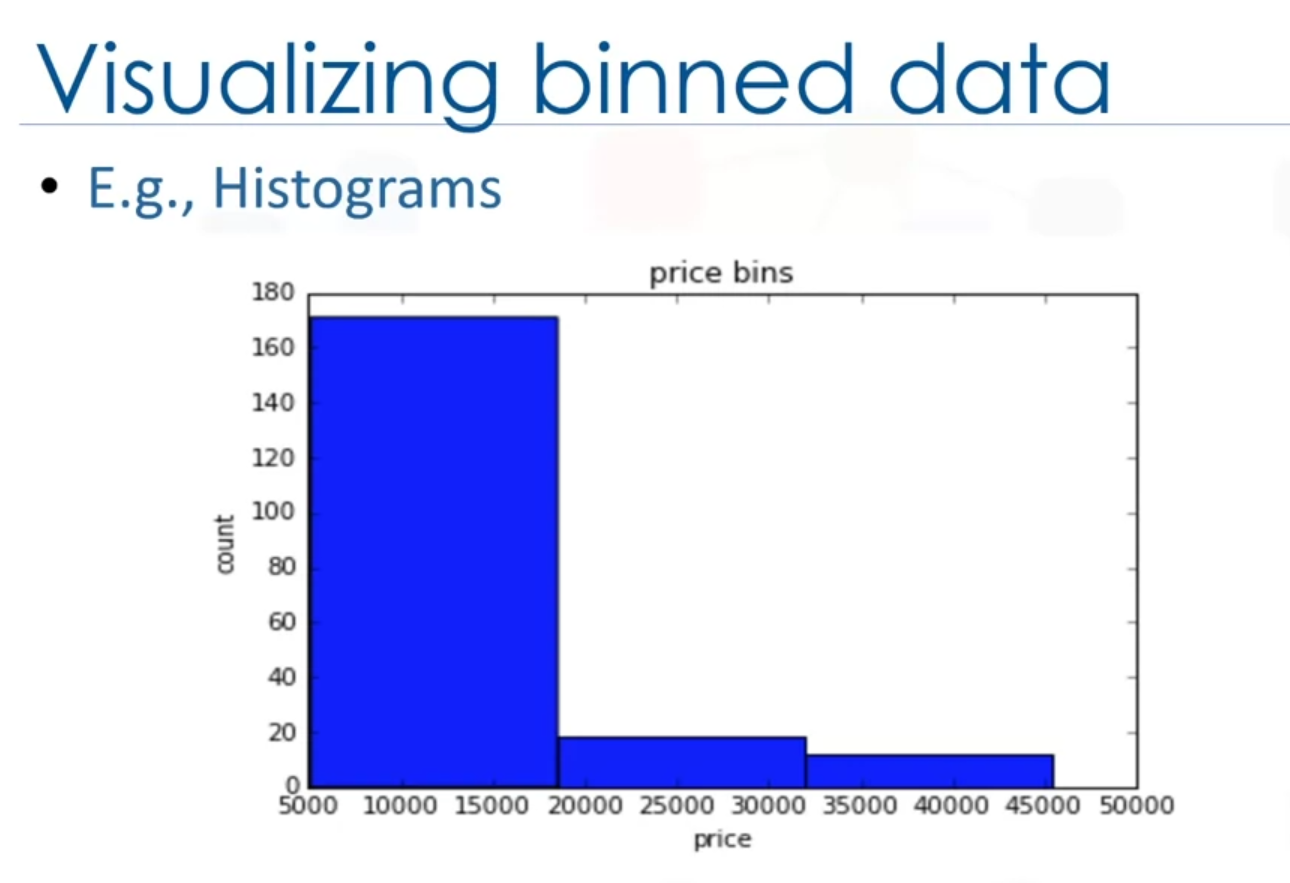 Visualizing binned data
• E.g., Histograms
price bins
180
160
140
120
100
80
60
40
20
0
count
5000 10000 15000 20000 25000 30000 35000 40000 45000 50000
price